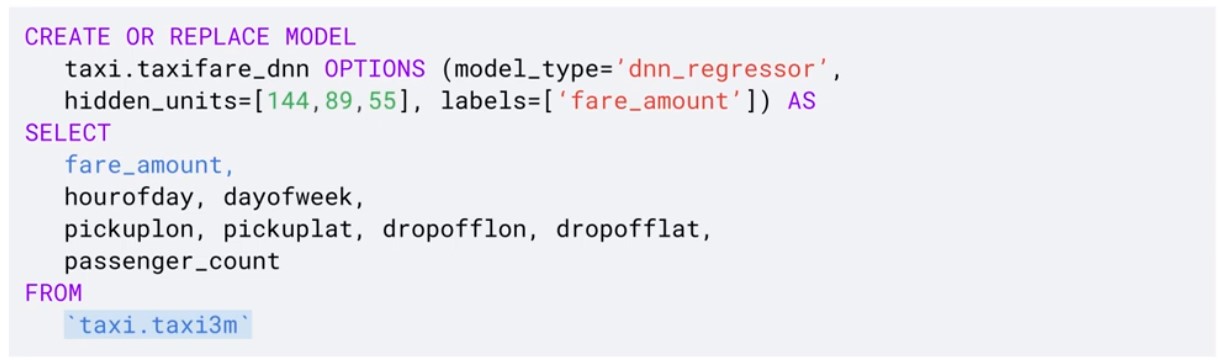 CREATE OR REPLACE MODEL
taxi.taxifare_dnn OPTIONS (model_type=’dnn_regressor’,
hidden_units=[144,89,55], labels=[‘fare_amount’]) AS
SELECT
fare_amount,
hourofday, dayofweek,
pickuplon, pickuplat, dropofflon, dropofflat,
passenger_count
FROM
`taxi.taxi3m`